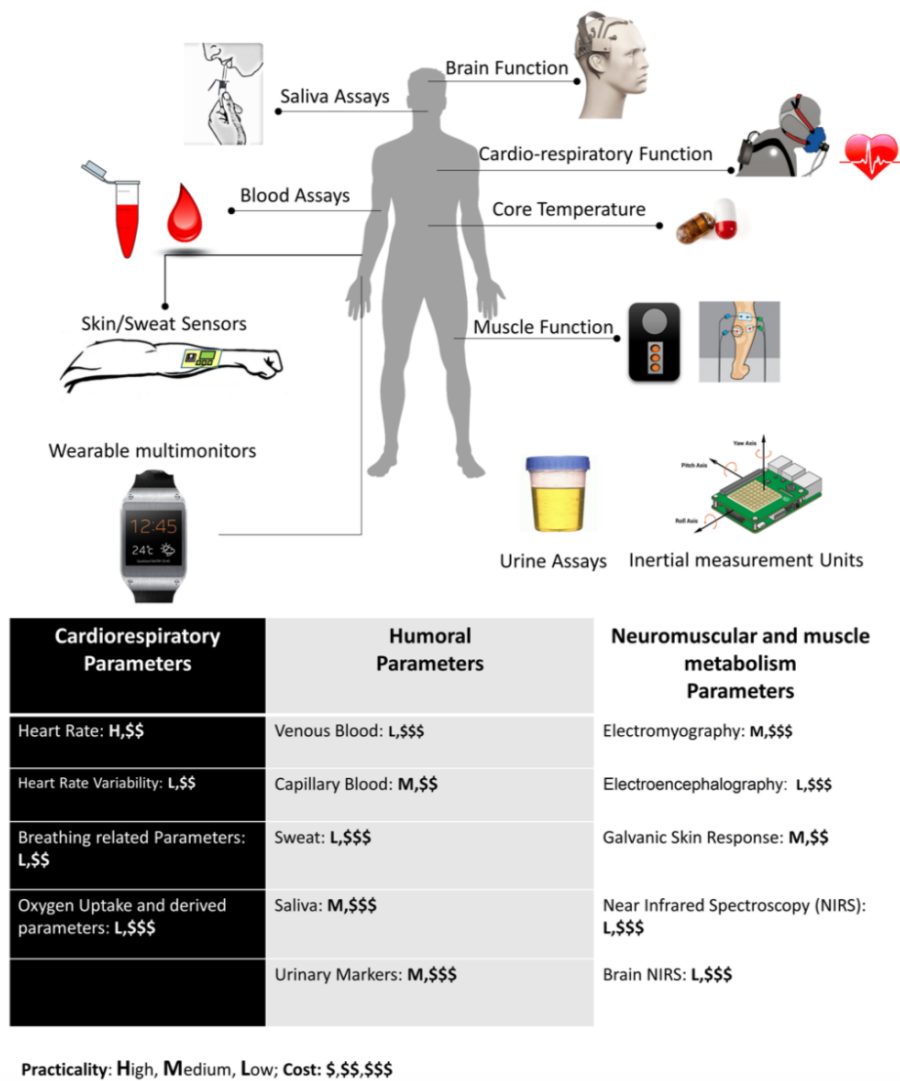 Brain Function
Saliva Assays
Cardio-respiratory Function
Blood Assays
Core Temperature
Skin/Sweat Sensors
Muscle Function
Wearable multimonitors
12:45
24°c
Yaw Axis
Pitch Axis
Roll Axis
Urine Assays
Inertial measurement Units
Cardiorespiratory
Parameters
Humoral
Parameters
Neuromuscular and muscle
metabolism
Parameters
Heart Rate: H,$$
Venous Blood: L,$$$
Electromyography: M,$$$
Heart Rate Variability: L,$$
Capillary Blood: M,$$
Electroencephalography: L,$$$
Breathing related Parameters:
L,$$
Sweat: L,$$$
Galvanic Skin Response: M,$$
Oxygen Uptake and derived
parameters: L,$$$
Saliva: M,$$$
Near Infrared Spectroscopy (NIRS):
L,$$$
Urinary Markers: M,$$$
Brain NIRS: L,$$$
Practicality: High, Medium, Low; Cost: $,$$,$$$